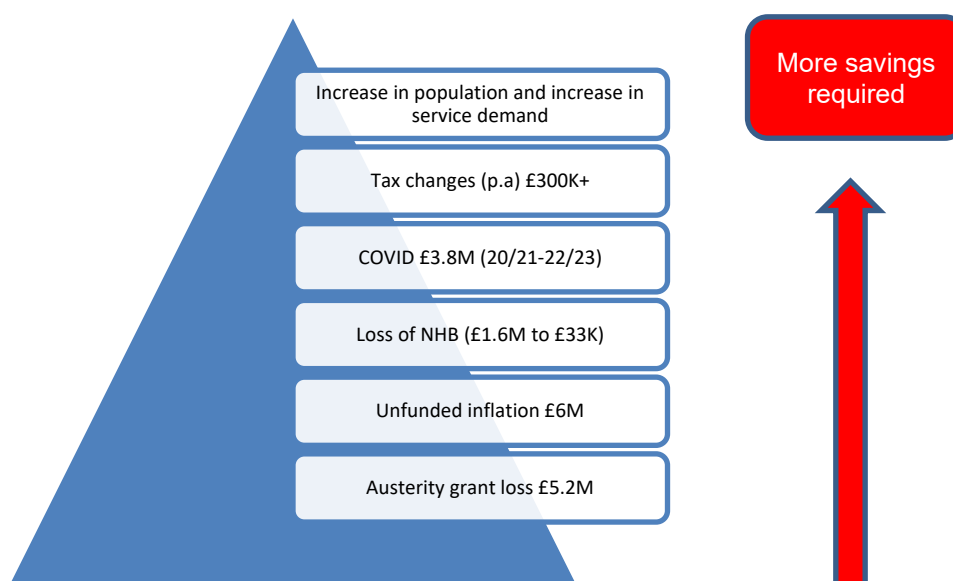 More savings
required
Increase in population and increase in
service demand
Tax changes (p.a) £300K+
COVID £3.8M (20/21-22/23)
Loss of NHB (£1.6M to £33K)
Unfunded inflation £6M
Austerity grant loss £5.2M